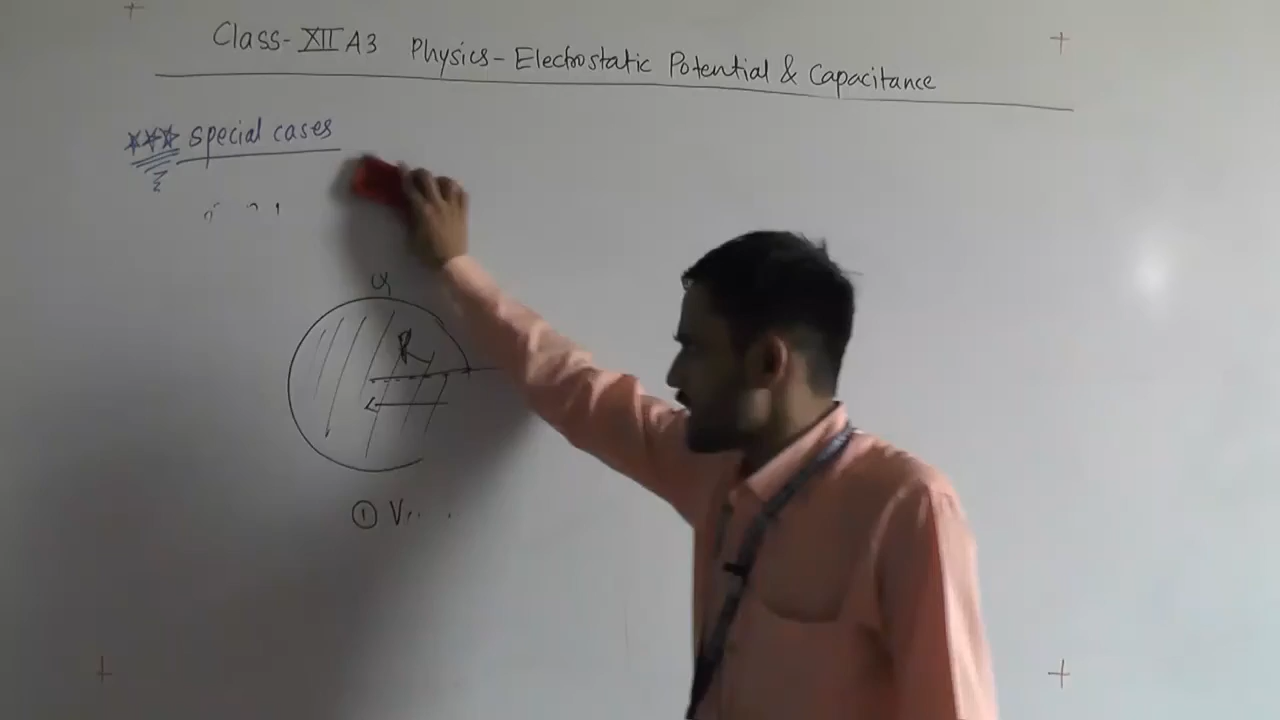 Class-XII A3 Physics-Electrostatic Potential & Capacitance
*** special cases
R
① V